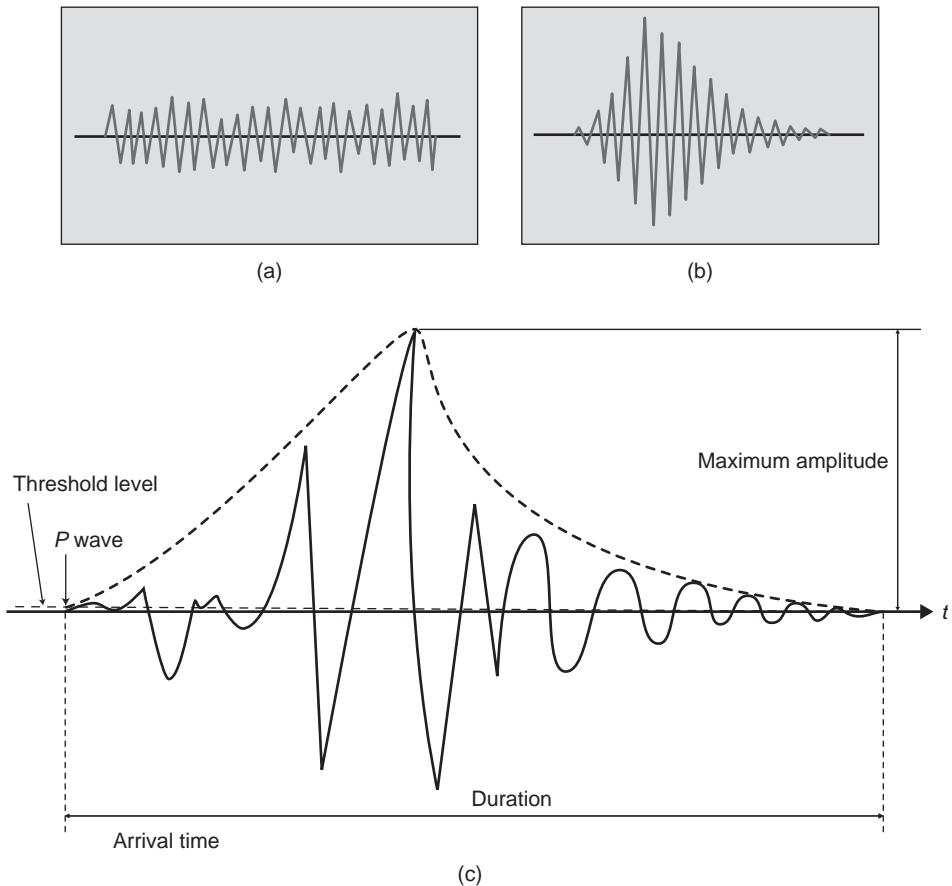 (a)
(b)
Maximum amplitude
Threshold level
P wave
t
Duration
Arrival time
(c)